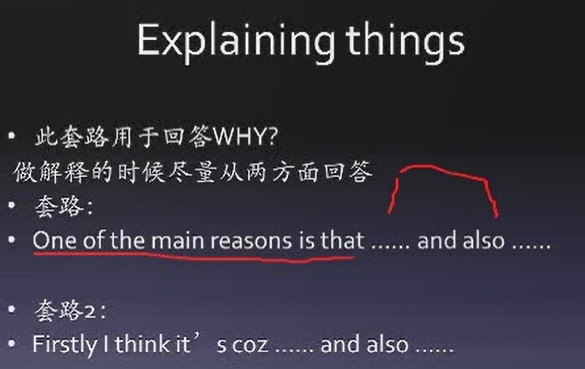 Explaining things
• 此套路用于回答WHY?
做解释的时候尽量从两方面回答
• 套路:
• One of the main reasons is that …… and also ……
• 套路2:
• Firstly I think it’s coz …… and also ……